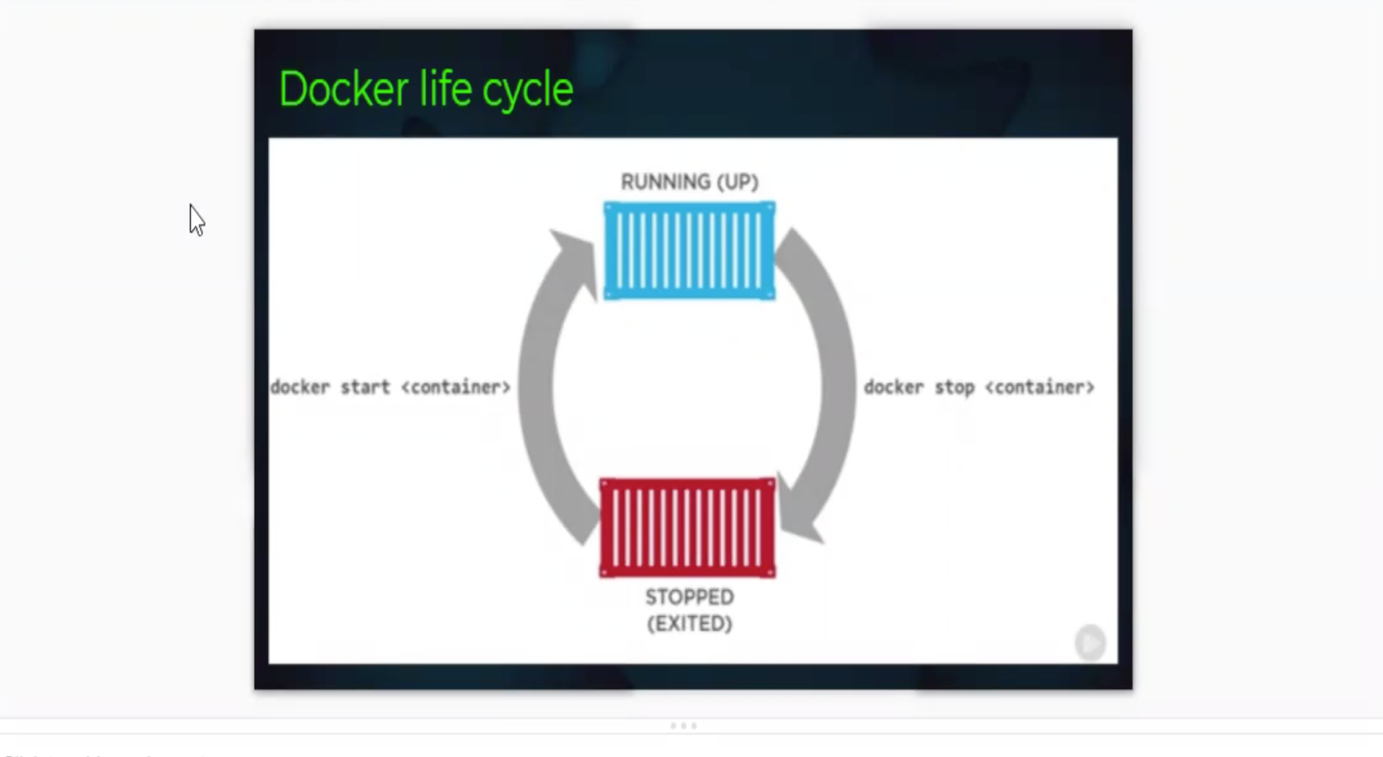 Docker life cycle
RUNNING (UP)
docker start <container>
docker stop <container>
STOPPED
(EXITED)